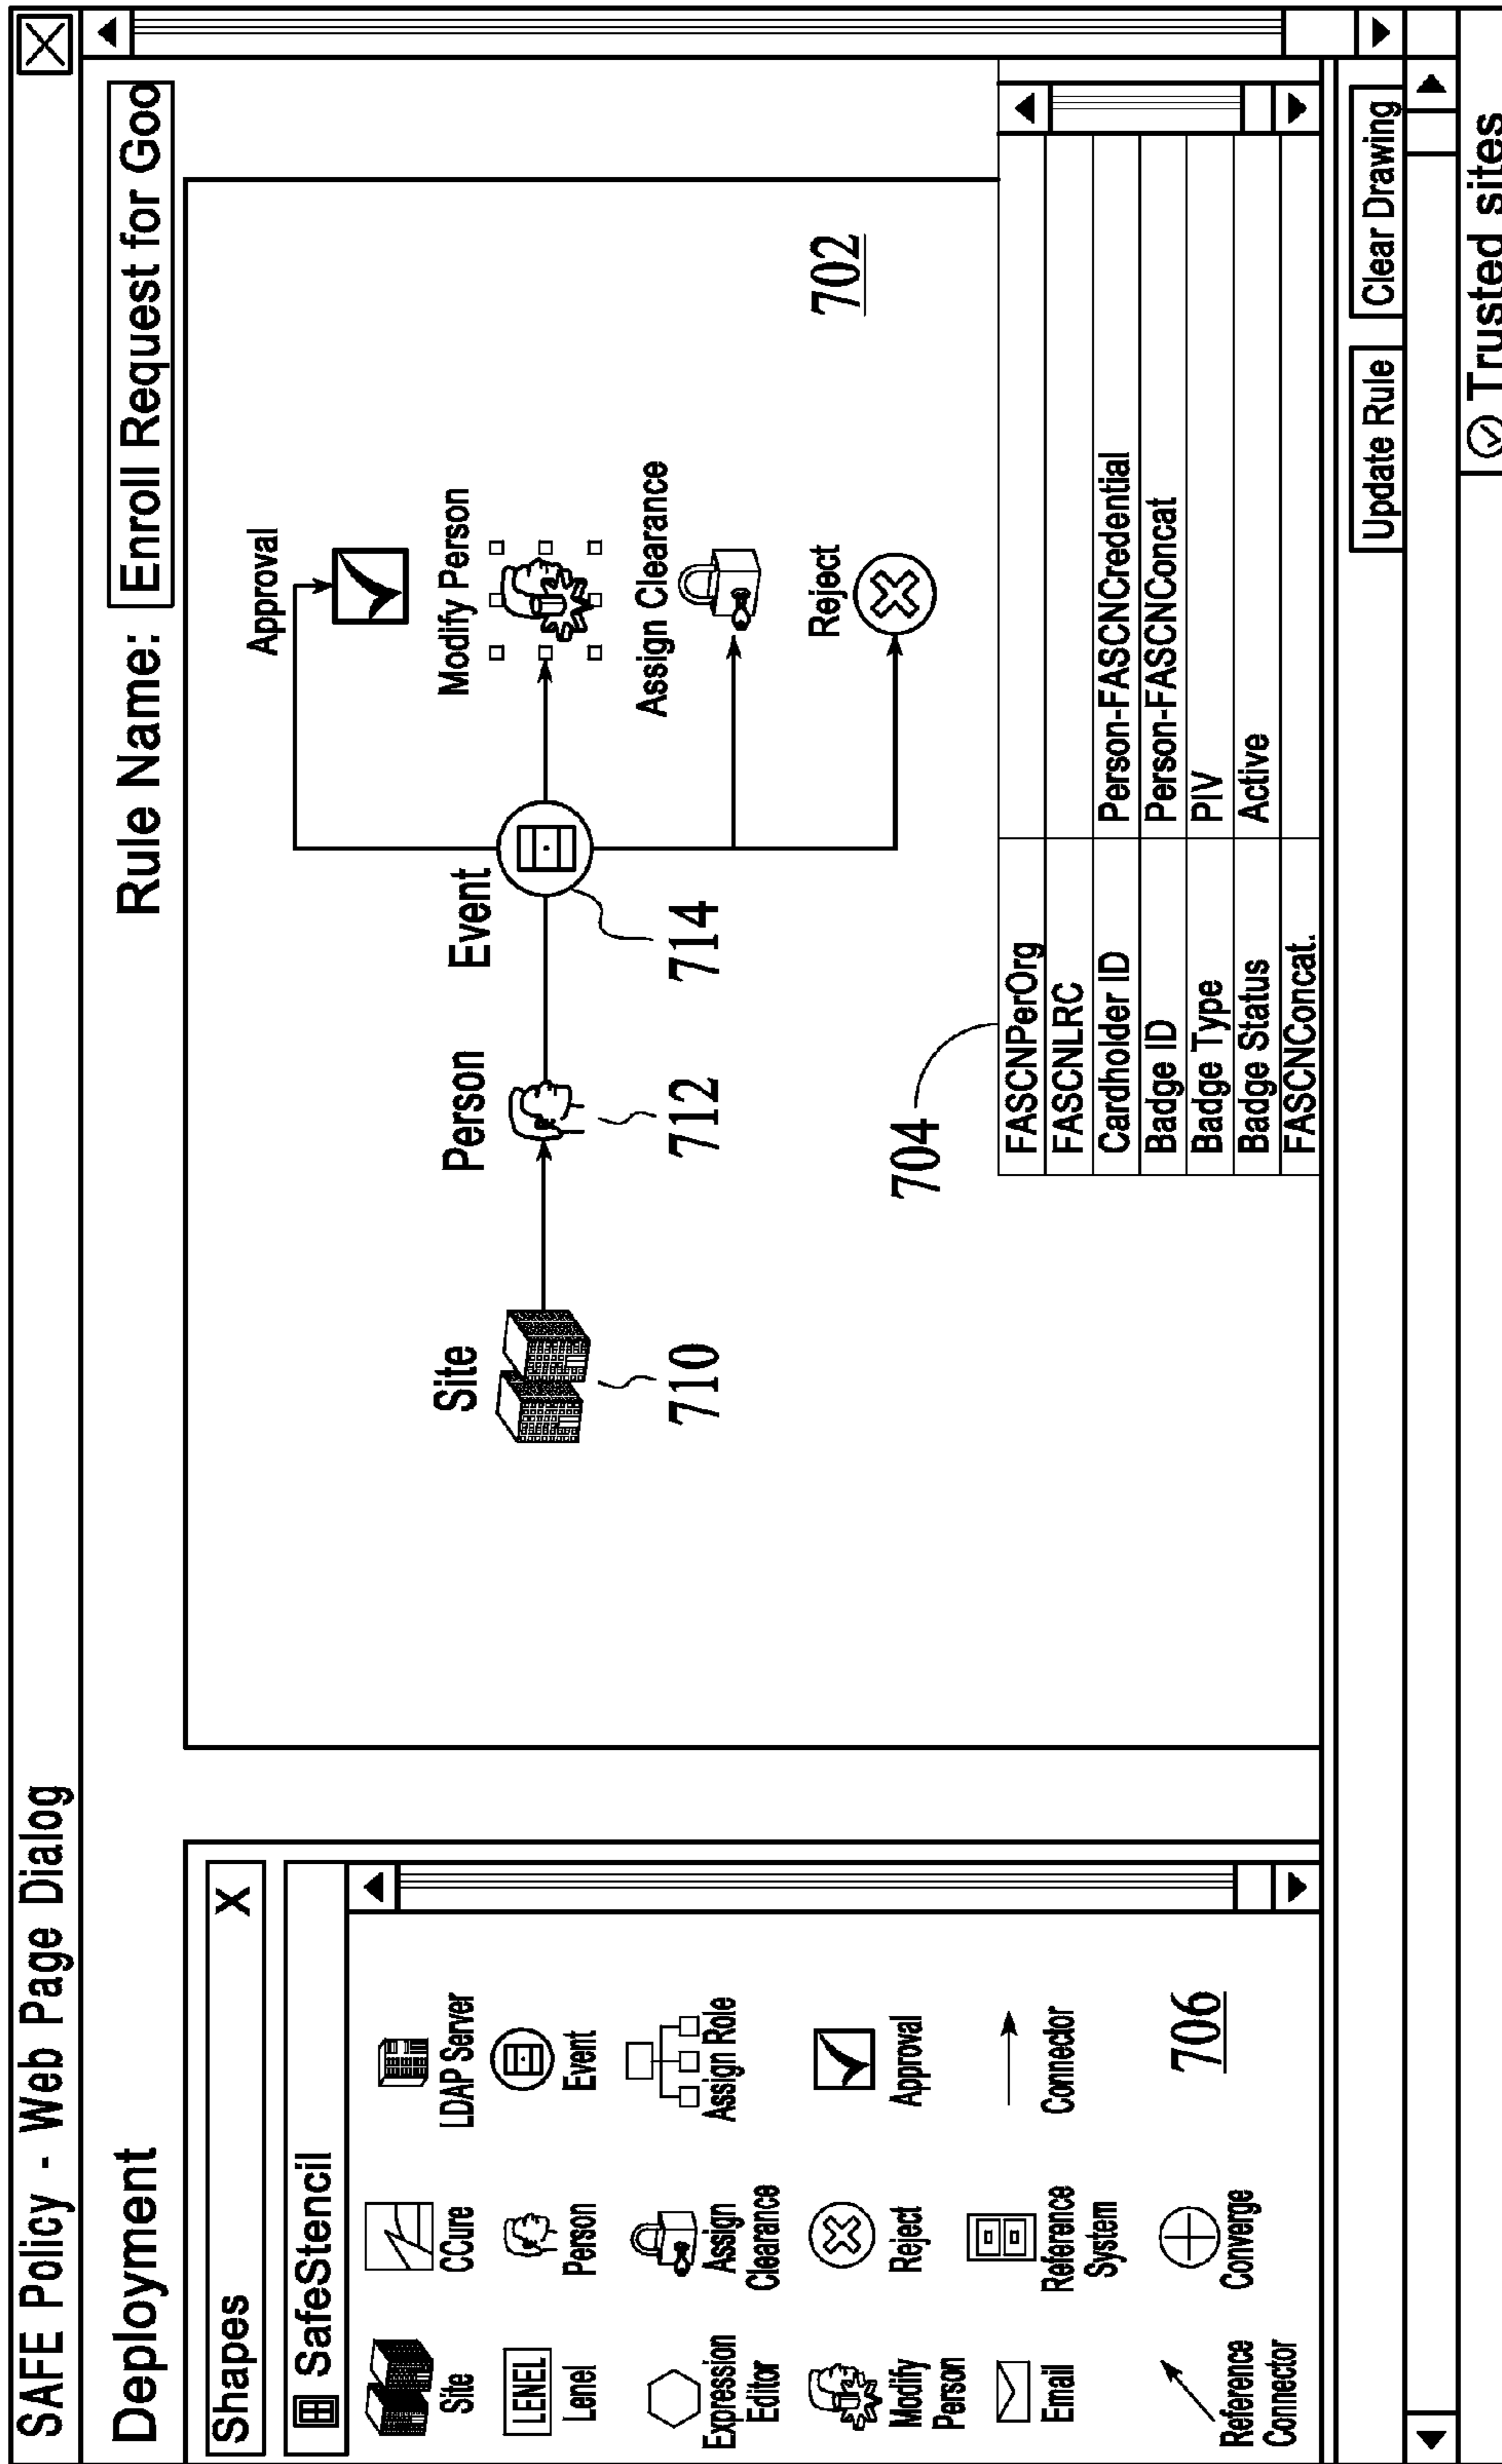 SAFE Policy - Web Page Dialog
Deployment
Rule Name: Enroll Request for Goo
Shapes X
SafeStencil
Site
CCure
LDAP Server
LENEL
Lenel
Person
Event
Expression
Editor
Assign
Clearance
Assign Role
Modify
Person
Reject
Approval
Email
Reference
System
Connector
Reference
Connector
Converge
706
Site
710
Person
712
Event
714
Approval
Modify Person
Assign Clearance
Reject
702
704
FASCNPerOrg
FASCNLRC
Cardholder ID Person-FASCNCredential
Badge ID Person-FASCNConcat
Badge Type PIV
Badge Status Active
FASCNConcat.
Update Rule Clear Drawing
Trusted sites